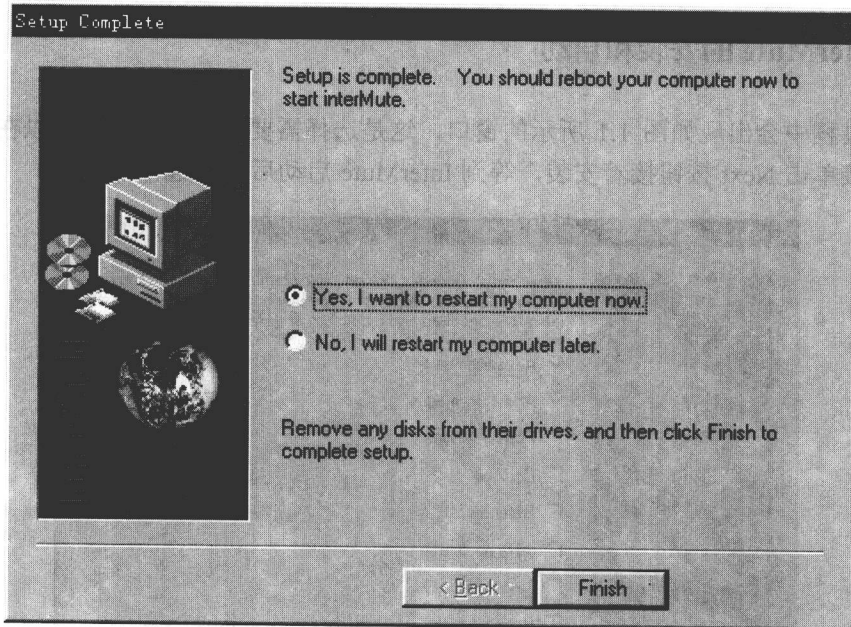 Setup Complete
Setup is complete. You should reboot your computer now to
start interMute.
Yes, I want to restart my computer now.
No, I will restart my computer later.
Remove any disks from their drives, and then click Finish to
complete setup.
< Back
Finish